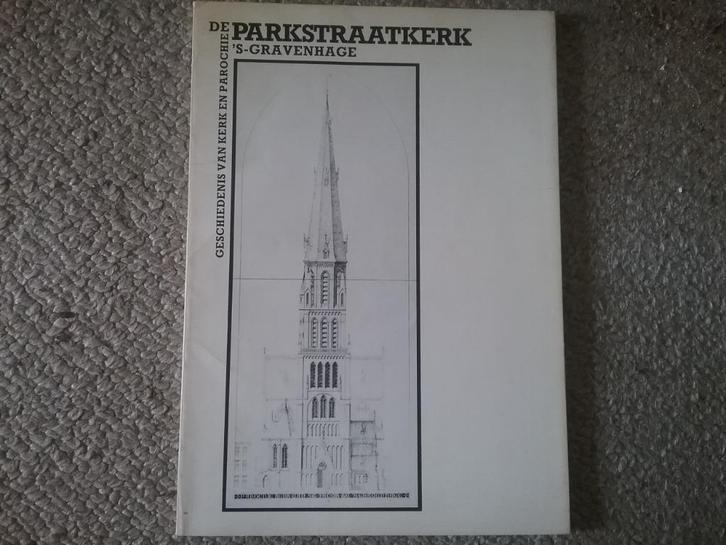 DE PARKSTRAATKERK
'S-GRAVENHAGE
GESCHIEDENIS VAN KERK EN PAROCHIE